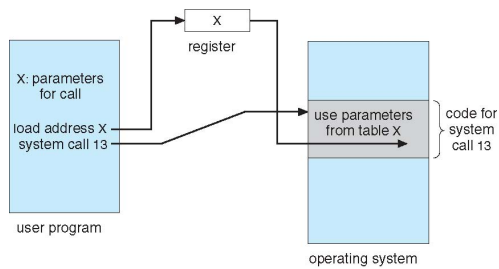 X
register
X: parameters
for call
load address X
system call 13
user program
use parameters
from table X
code for
system
call 13
operating system